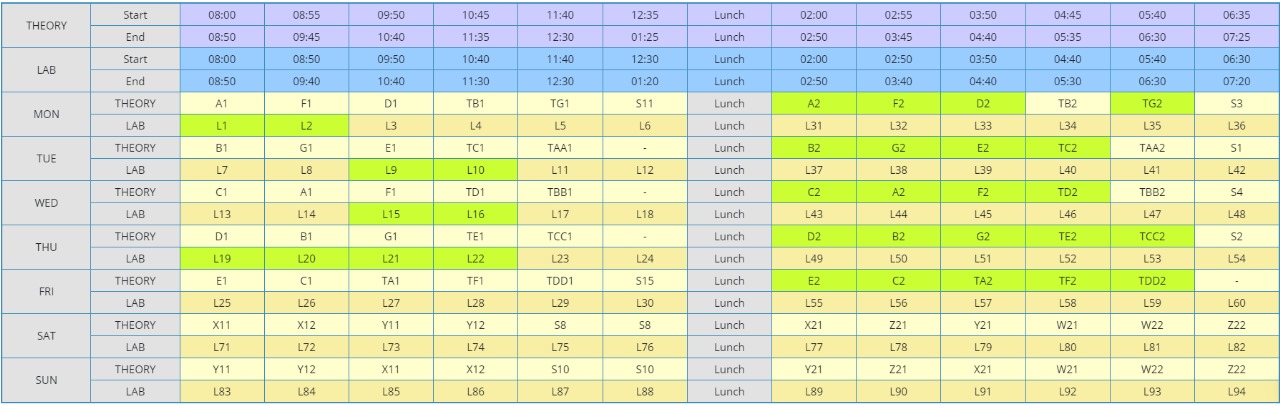 THEORY Start 08:00 08:55 09:50 10:45 11:40 12:35 Lunch 02:00 02:55 03:50 04:45 05:40 06:35
End 08:50 09:45 10:40 11:35 12:30 01:25 Lunch 02:50 03:45 04:40 05:35 06:30 07:25
LAB Start 08:00 08:50 09:50 10:40 11:40 12:30 Lunch 02:00 02:50 03:50 04:40 05:40 06:30
End 08:50 09:40 10:40 11:30 12:30 01:20 Lunch 02:50 03:40 04:40 05:30 06:30 07:20
MON THEORY A1 F1 D1 TB1 TG1 S11 Lunch A2 F2 D2 TB2 TG2 S3
LAB L1 L2 L3 L4 L5 L6 Lunch L31 L32 L33 L34 L35 L36
TUE THEORY B1 G1 E1 TC1 TAA1 - Lunch B2 G2 E2 TC2 TAA2 S1
LAB L7 L8 L9 L10 L11 L12 Lunch L37 L38 L39 L40 L41 L42
WED THEORY C1 A1 F1 TD1 TBB1 - Lunch C2 A2 F2 TD2 TBB2 S4
LAB L13 L14 L15 L16 L17 L18 Lunch L43 L44 L45 L46 L47 L48
THU THEORY D1 B1 G1 TE1 TCC1 - Lunch D2 B2 G2 TE2 TCC2 S2
LAB L19 L20 L21 L22 L23 L24 Lunch L49 L50 L51 L52 L53 L54
FRI THEORY E1 C1 TA1 TF1 TDD1 S15 Lunch E2 C2 TA2 TF2 TDD2 -
LAB L25 L26 L27 L28 L29 L30 Lunch L55 L56 L57 L58 L59 L60
SAT THEORY X11 X12 Y11 Y12 S8 S8 Lunch X21 Z21 Y21 W21 W22 Z22
LAB L71 L72 L73 L74 L75 L76 Lunch L77 L78 L79 L80 L81 L82
SUN THEORY Y11 Y12 X11 X12 S10 S10 Lunch Y21 Z21 X21 W21 W22 Z22
LAB L83 L84 L85 L86 L87 L88 Lunch L89 L90 L91 L92 L93 L94